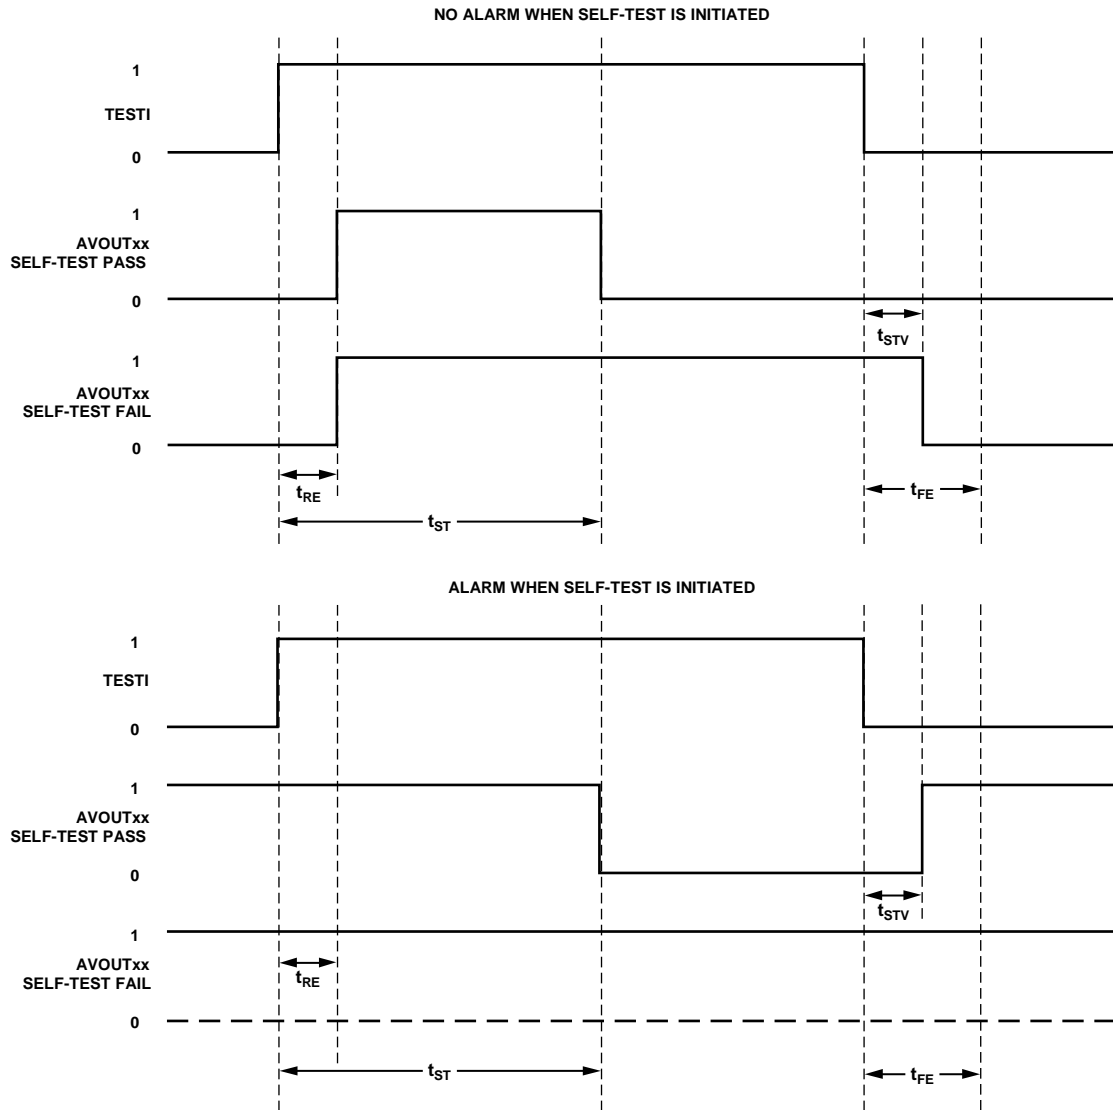 NO ALARM WHEN SELF-TEST IS INITIATED
1
TESTI
0
1
AVOUTxx
SELF-TEST PASS
0
tSTV
1
AVOUTxx
SELF-TEST FAIL
0
tRE
tFE
tST
ALARM WHEN SELF-TEST IS INITIATED
1
TESTI
0
1
AVOUTxx
SELF-TEST PASS
0
tSTV
1
AVOUTxx
SELF-TEST FAIL
tRE
0
tST
tFE